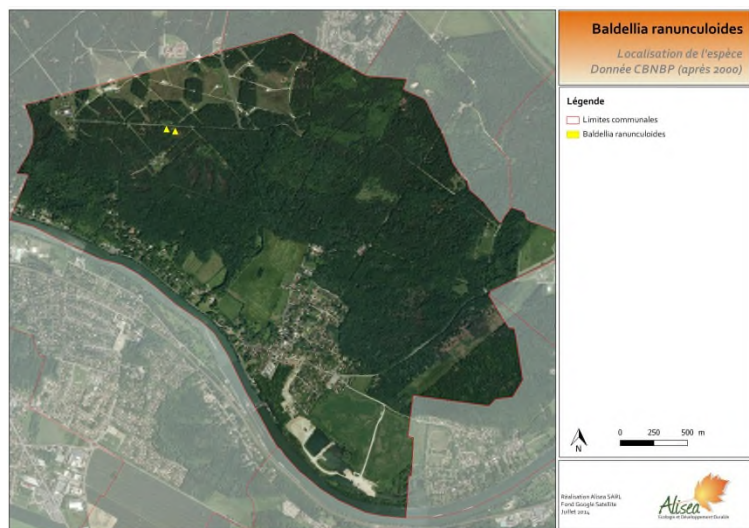 Baldellia ranunculoides
Localisation de l'espèce
Donnée CBNBP (après 2000)
Légende
Limites communales
Baldellia ranunculoides
N
0 250 500 m
Réalisation Alisea SARL
Fond Google Satellite
Juillet 2014
Alisea
Ecologie et Développement Durable